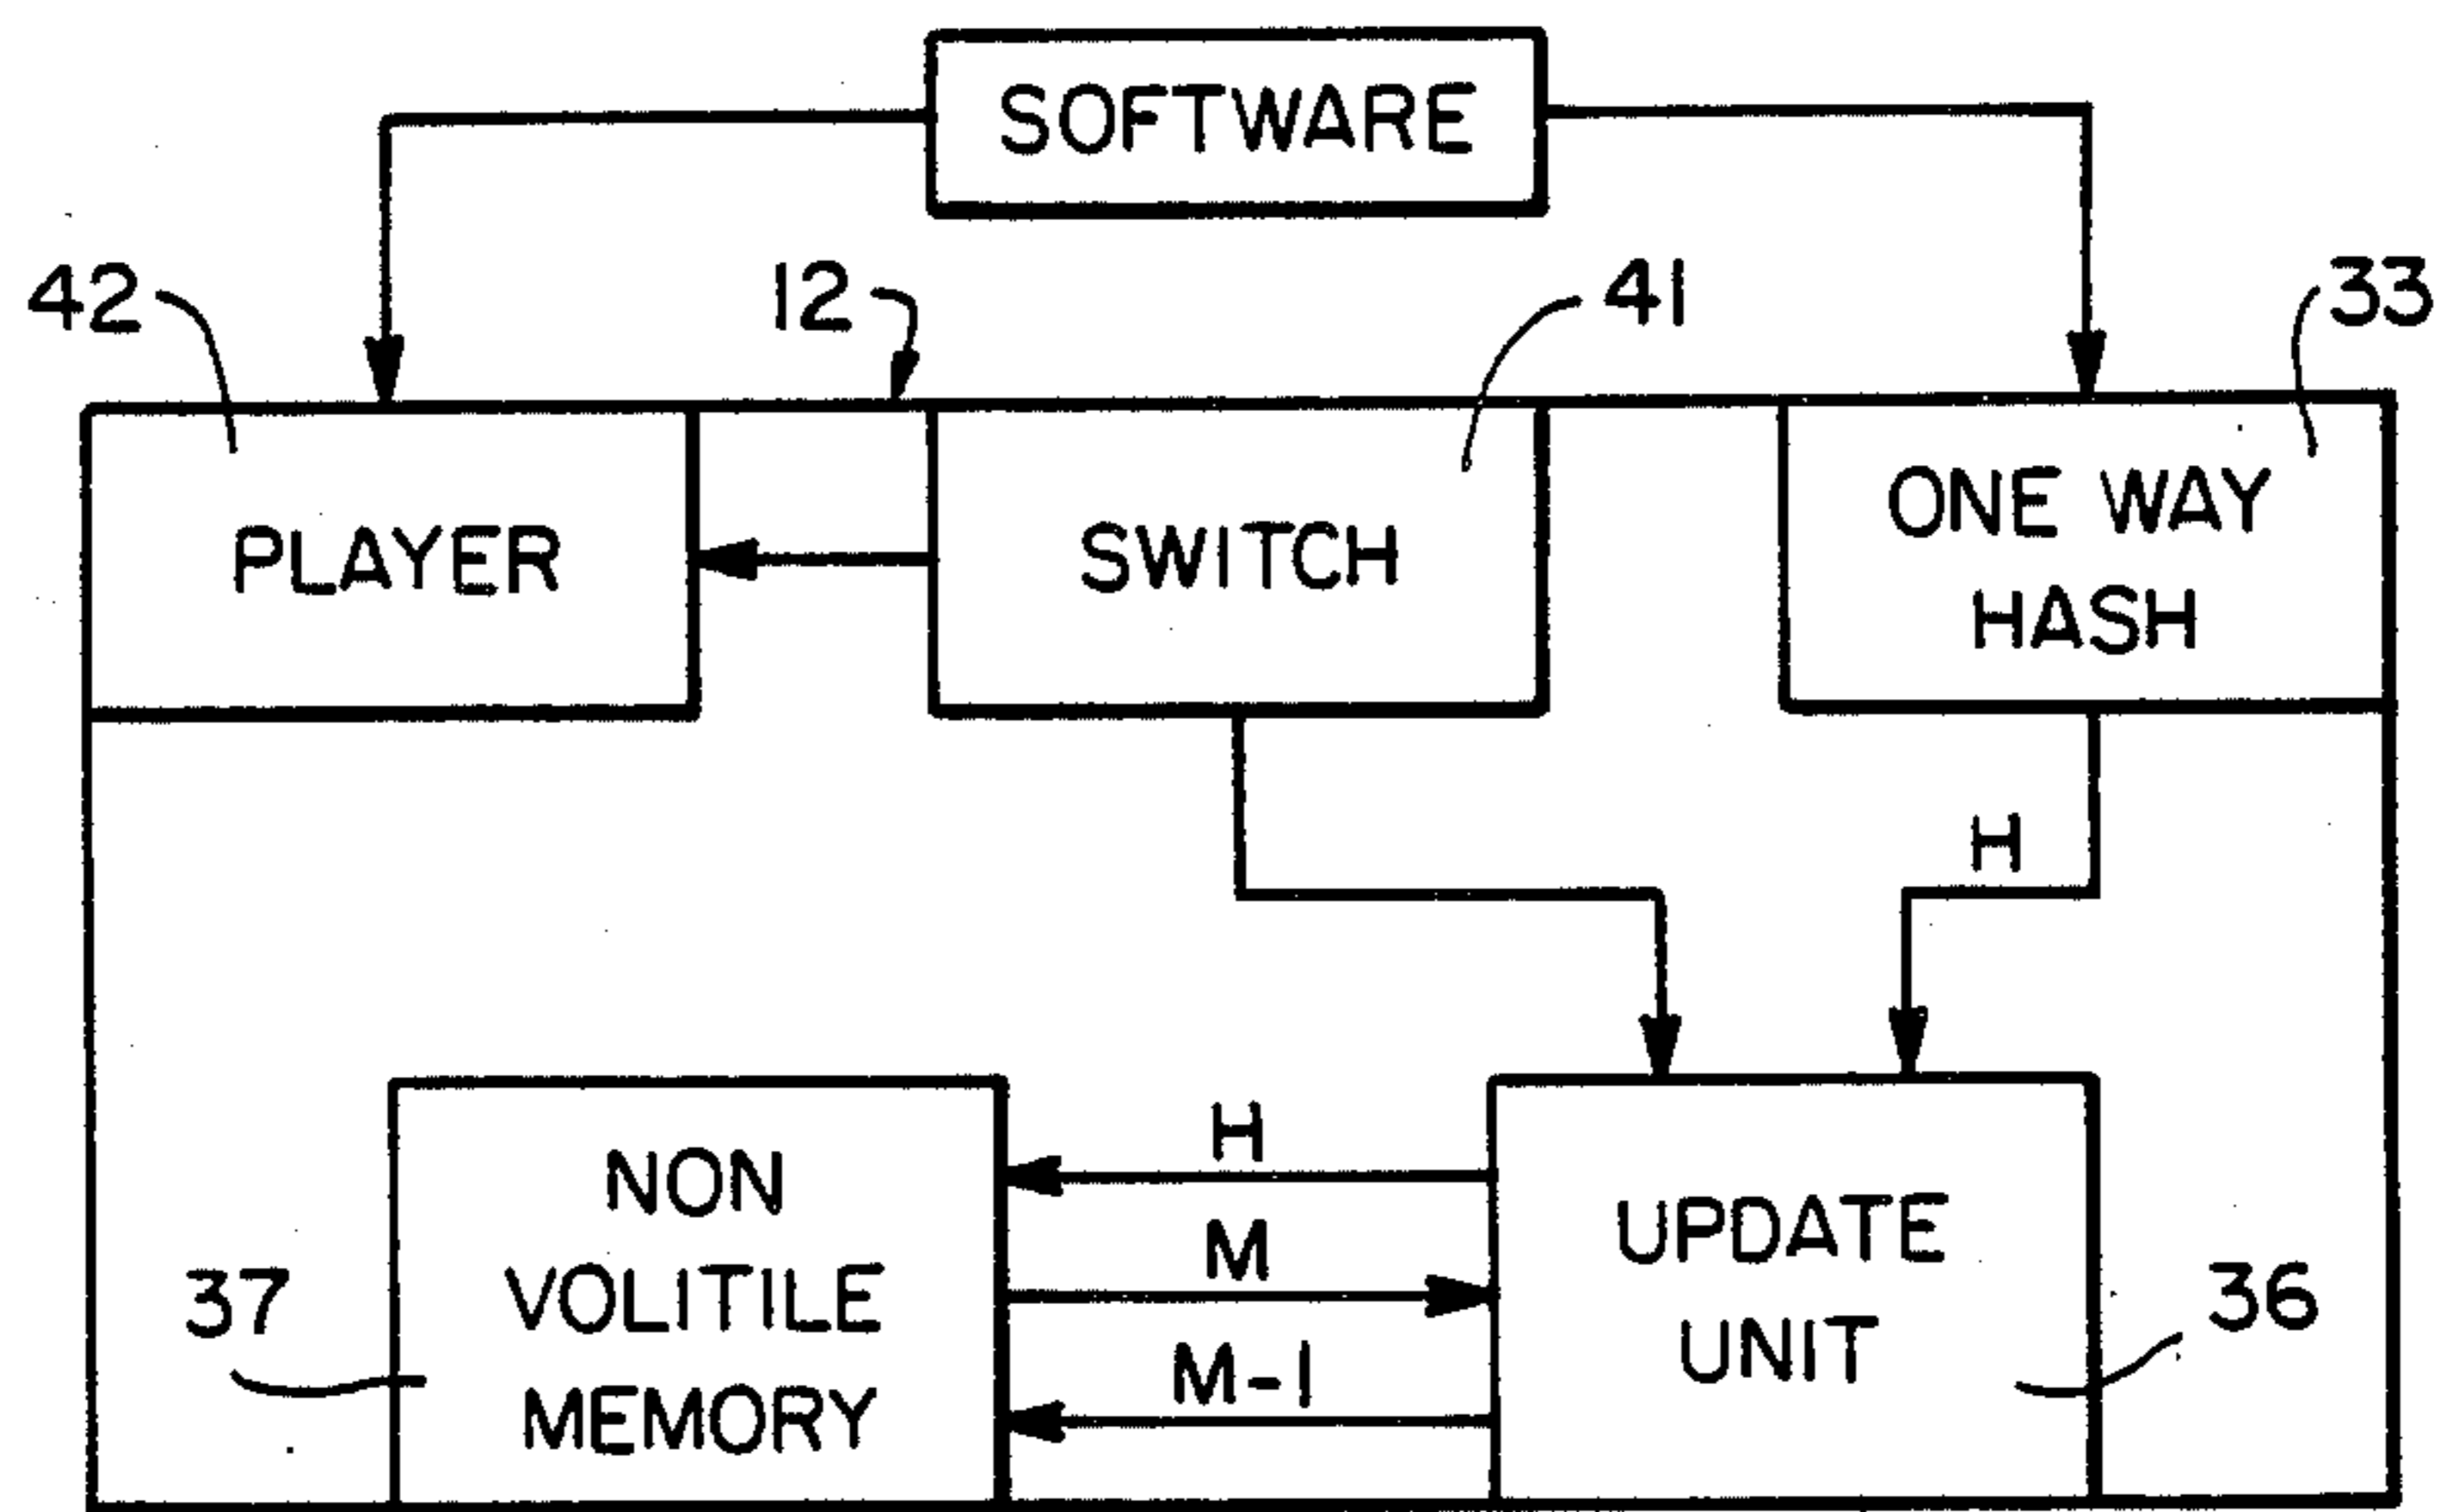 SOFTWARE
42
12
41
33
PLAYER
SWITCH
ONE WAY
HASH
H
H
M
M-1
NON
VOLITILE
MEMORY
37
UPDATE
UNIT
36